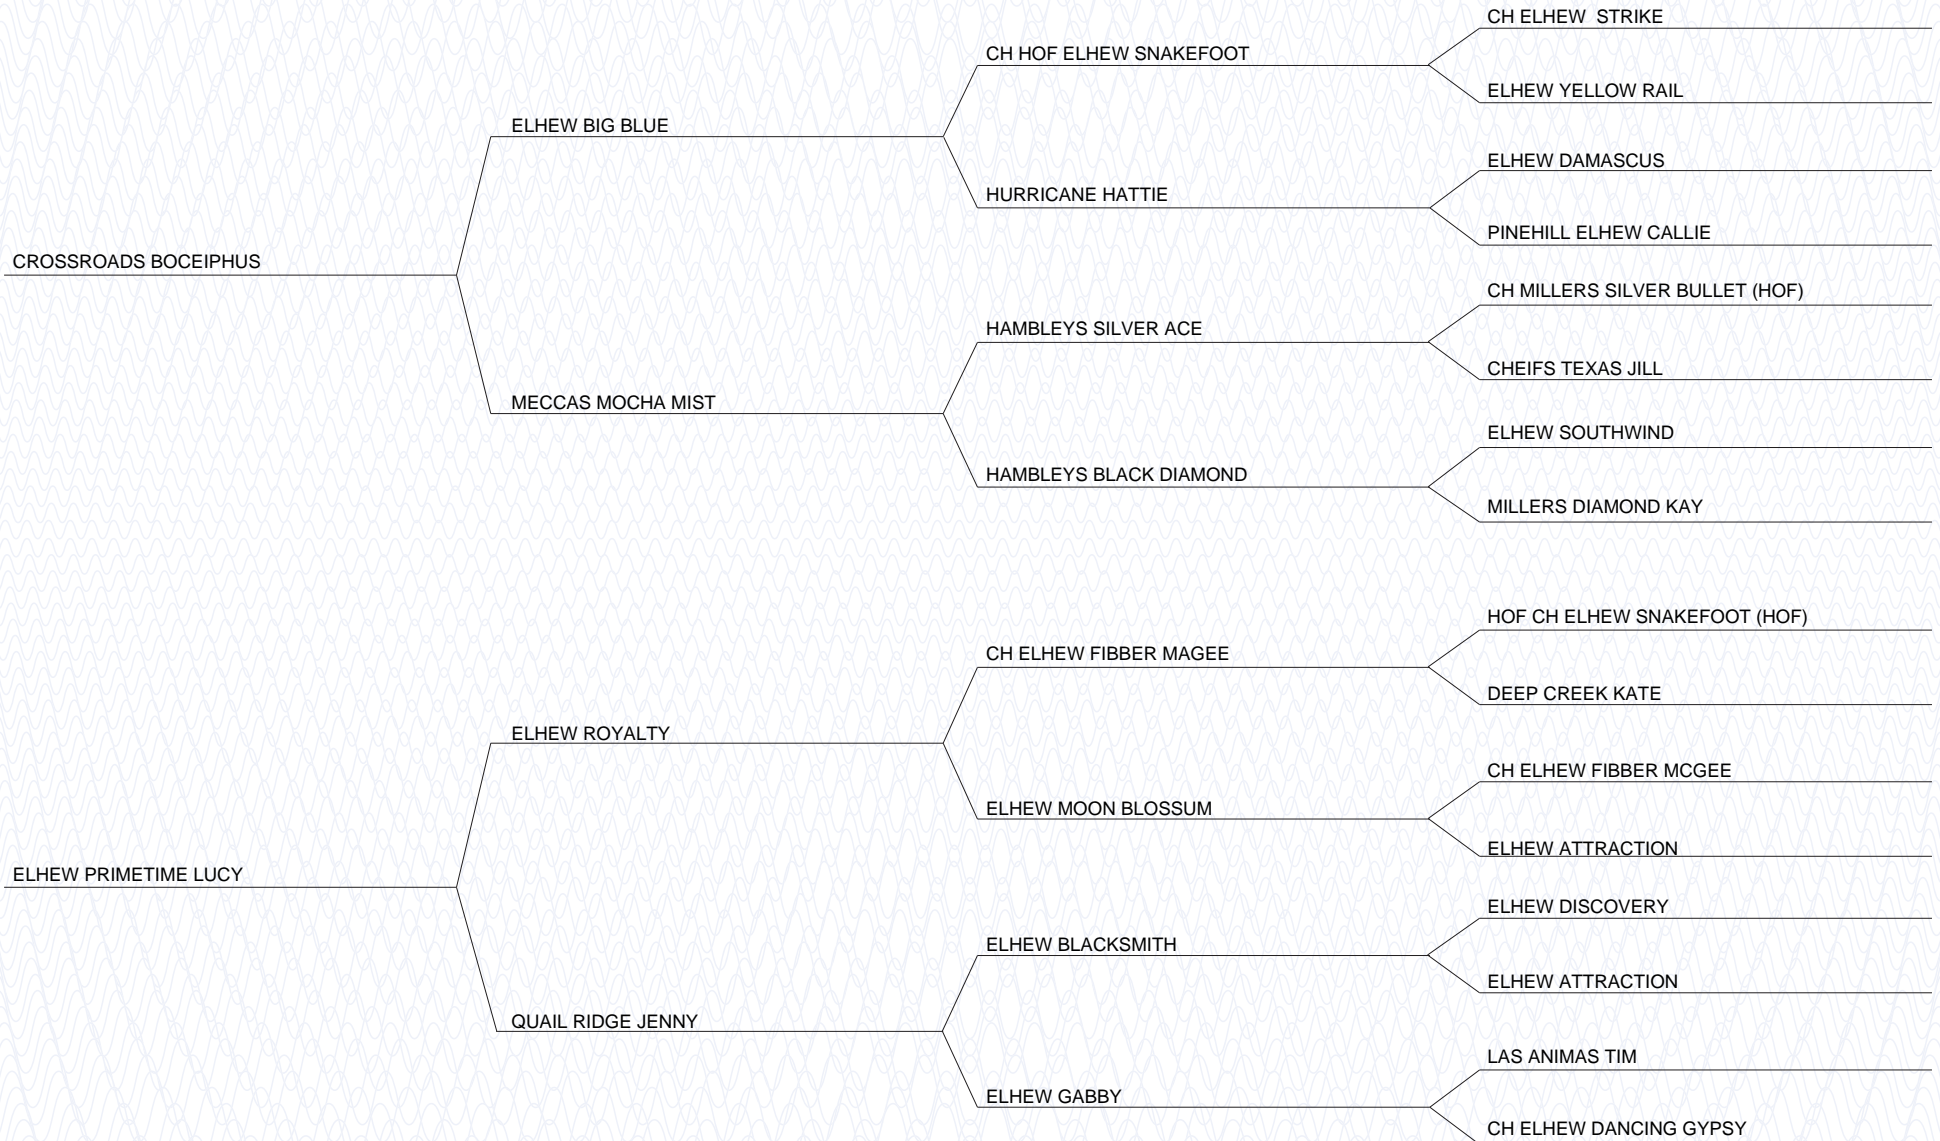 CH ELHEW  STRIKE
CH HOF ELHEW SNAKEFOOT
ELHEW YELLOW RAIL
ELHEW BIG BLUE
ELHEW DAMASCUS
HURRICANE HATTIE
PINEHILL ELHEW CALLIE
CROSSROADS BOCEIPHUS
CH MILLERS SILVER BULLET (HOF)
HAMBLEYS SILVER ACE
CHEIFS TEXAS JILL
MECCAS MOCHA MIST
ELHEW SOUTHWIND
HAMBLEYS BLACK DIAMOND
MILLERS DIAMOND KAY
HOF CH ELHEW SNAKEFOOT (HOF)
CH ELHEW FIBBER MAGEE
DEEP CREEK KATE
ELHEW ROYALTY
CH ELHEW FIBBER MCGEE
ELHEW MOON BLOSSUM
ELHEW ATTRACTION
ELHEW PRIMETIME LUCY
ELHEW DISCOVERY
ELHEW BLACKSMITH
ELHEW ATTRACTION
QUAIL RIDGE JENNY
LAS ANIMAS TIM
ELHEW GABBY
CH ELHEW DANCING GYPSY